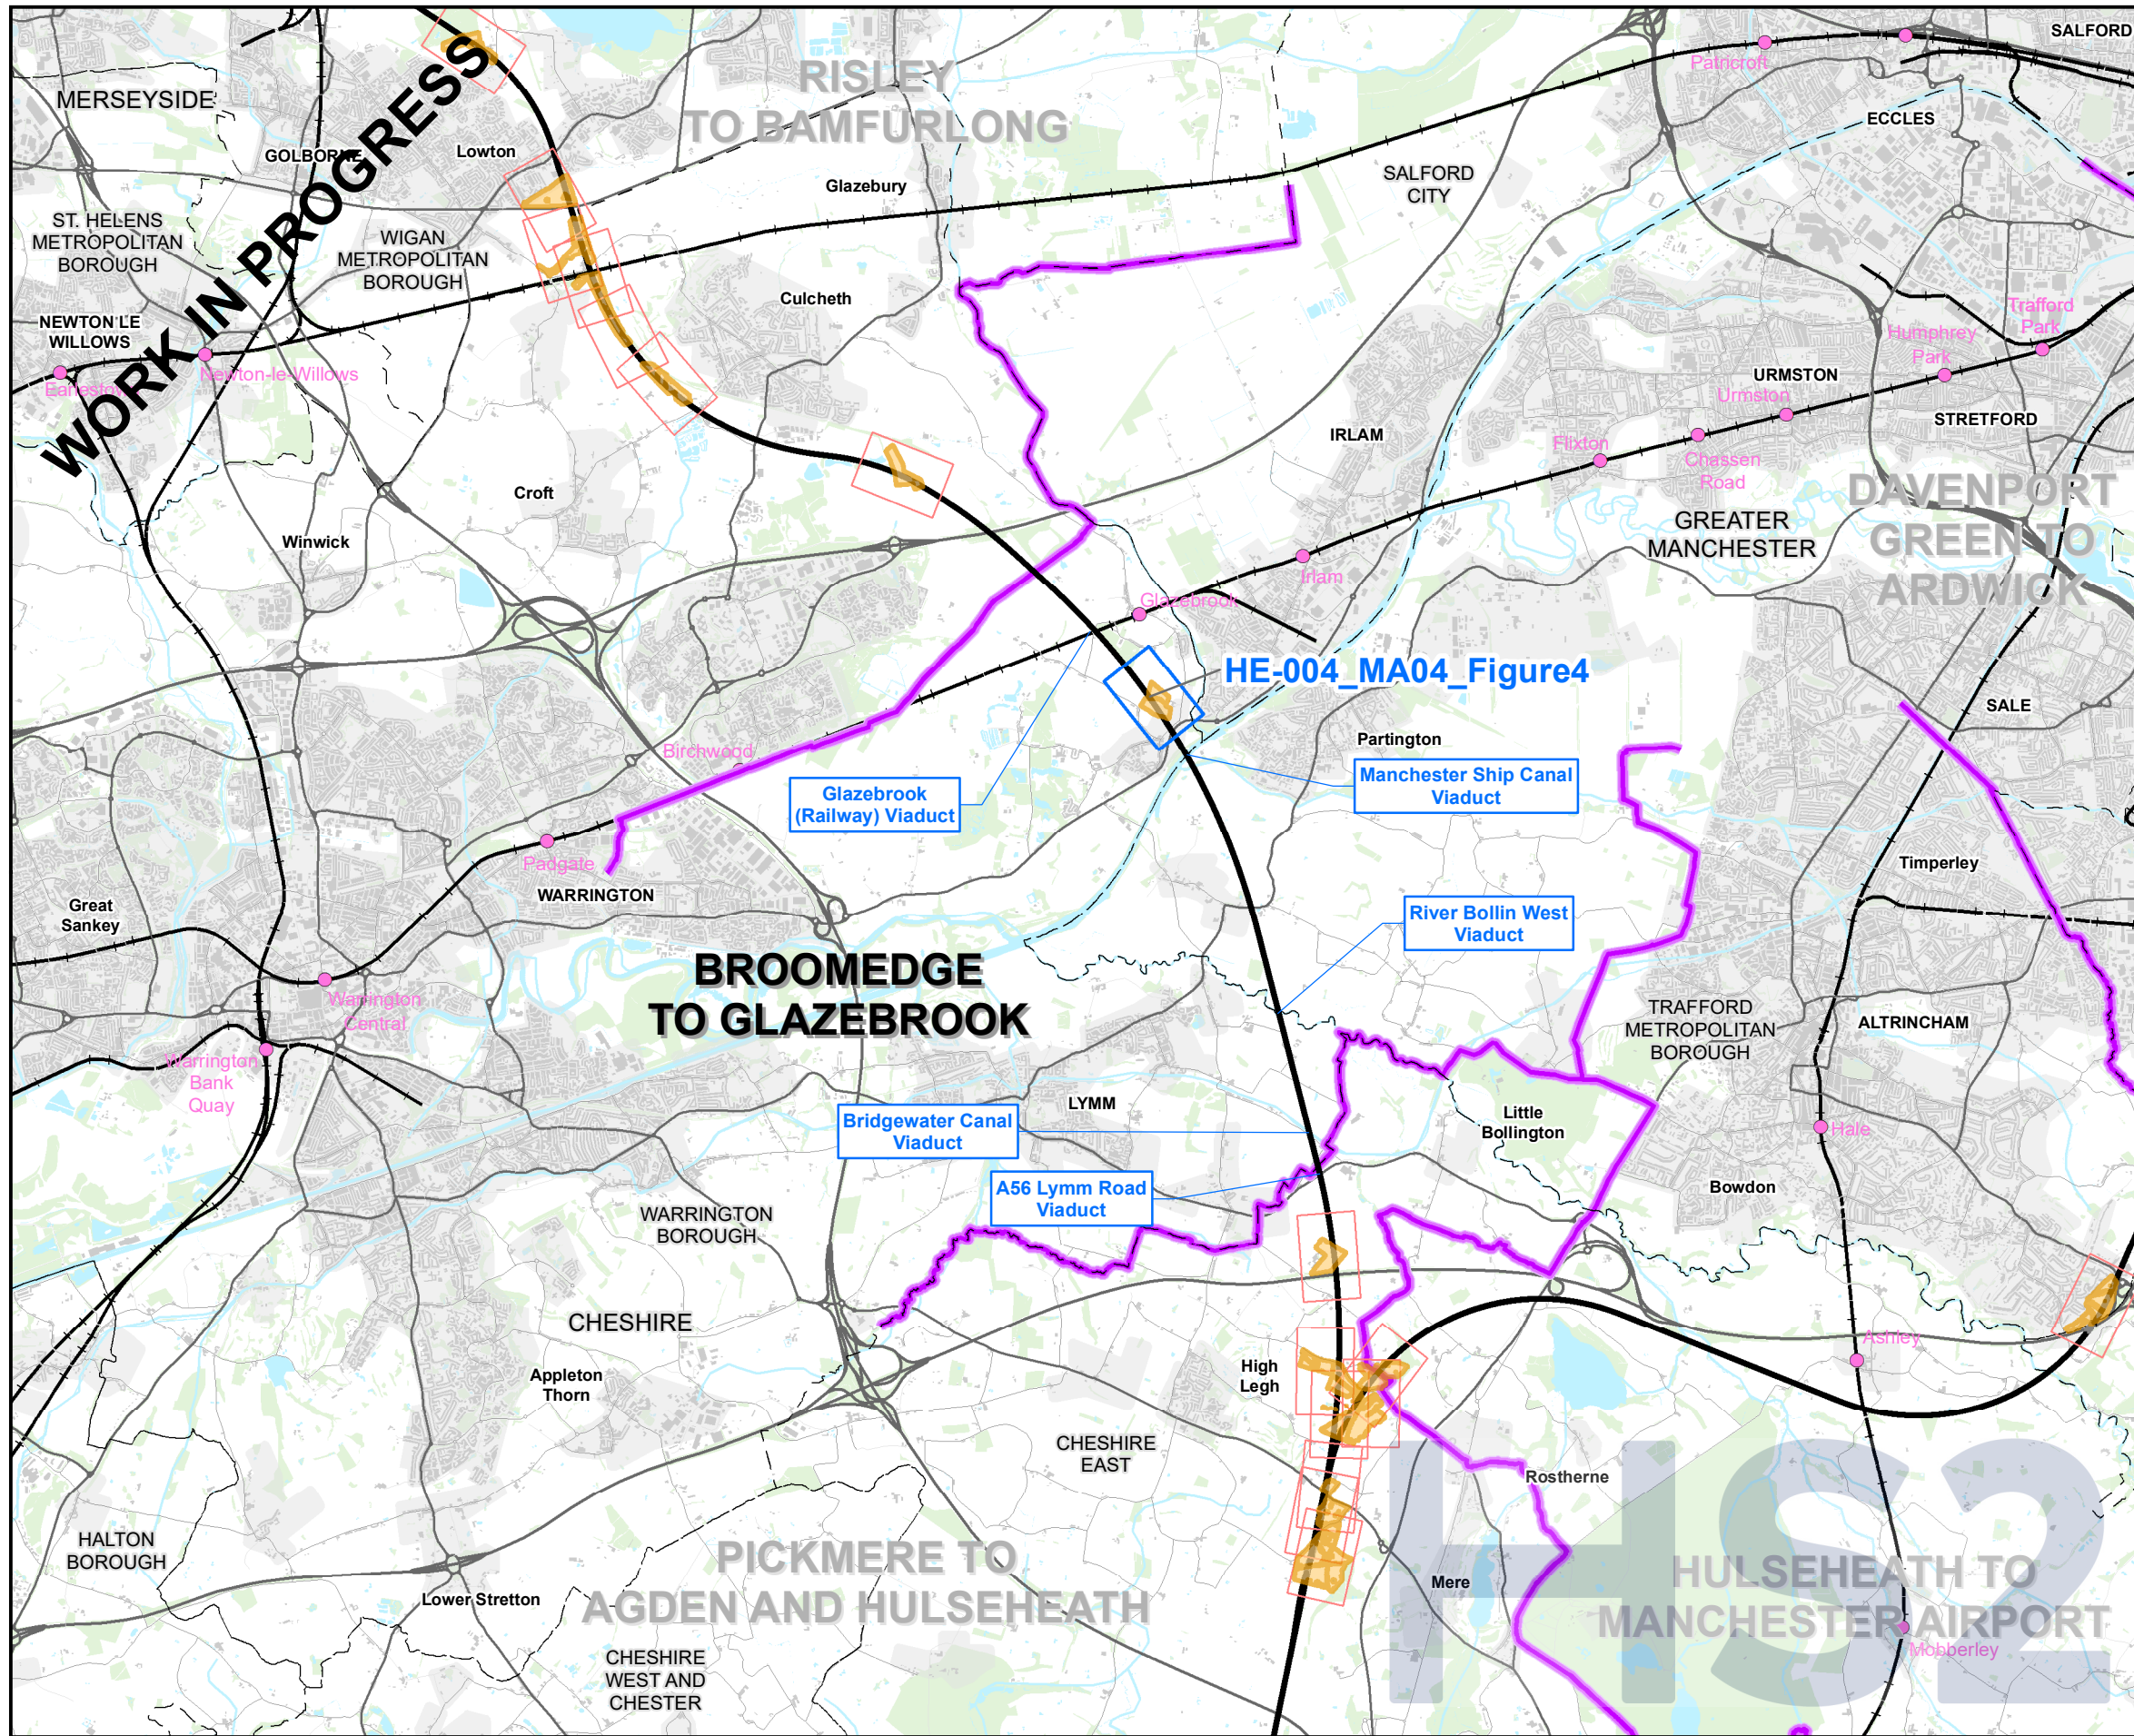 SALFORD
Patricroft
RISLEY
TO BAMFURLONG
MERSEYSIDE
ECCLES
GOLBORNE
Lowton
Glazebury
SALFORD
CITY
ST. HELENS
METROPOLITAN
BOROUGH
WIGAN
METROPOLITAN
BOROUGH
WORK IN PROGRESS
Culcheth
NEWTON LE
WILLOWS
Newton-le-Willows
Earlestown
Trafford
Park
Humphrey
Park
URMSTON
Urmston
STRETFORD
IRLAM
Flixton
Chassen
Road
Croft
DAVENPORT
GREEN TO
ARDWICK
GREATER
MANCHESTER
Winwick
Irlam
Glazebrook
HE-004_MA04_Figure4
SALE
Partington
Birchwood
Glazebrook
(Railway) Viaduct
Manchester Ship Canal
Viaduct
Padgate
WARRINGTON
Timperley
Great
Sankey
River Bollin West
Viaduct
BROOMEDGE
TO GLAZEBROOK
Warrington
Central
TRAFFORD
METROPOLITAN
BOROUGH
ALTRINCHAM
Warrington
Bank
Quay
LYMM
Bridgewater Canal
Viaduct
Little
Bollington
Hale
A56 Lymm Road
Viaduct
Bowdon
WARRINGTON
BOROUGH
CHESHIRE
Ashley
High
Legh
Appleton
Thorn
CHESHIRE
EAST
Rostherne
HS2
HALTON
BOROUGH
PICKMERE TO
AGDEN AND HULSEHEATH
Mere
HULSEHEATH TO
MANCHESTER AIRPORT
Lower Stretton
Mobberley
CHESHIRE
WEST AND
CHESTER